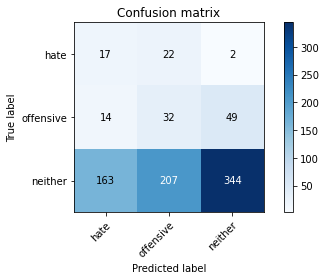 Confusion matrix
True label
hate
17 22 2
offensive
14 32 49
neither
163 207 344
hate
offensive
neither
Predicted label
300
250
200
150
100
50